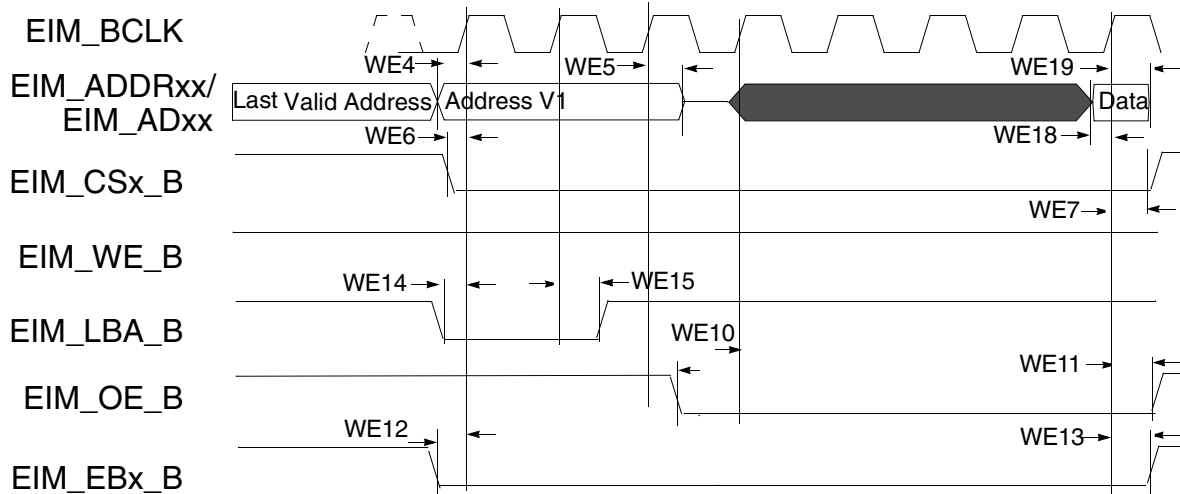 EIM_BCLK
WE4
WE5
WE19
EIM_ADDRxx/
EIM_ADxx
Last Valid Address
Address V1
Data
WE6
WE18
EIM_CSx_B
WE7
EIM_WE_B
WE14
WE15
EIM_LBA_B
WE10
WE11
EIM_OE_B
WE12
WE13
EIM_EBx_B